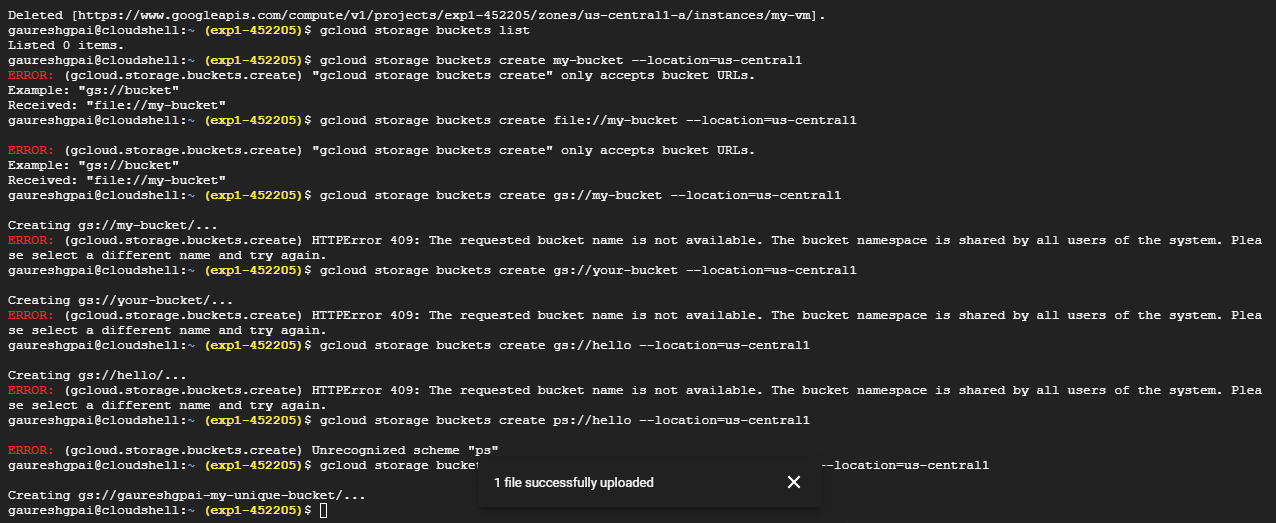 Deleted [https://www.googleapis.com/compute/v1/projects/exp1-452205/zones/us-central1-a/instances/my-vm].
gaureshgpai@cloudshell:~ (exp1-452205)$ gcloud storage buckets list
Listed 0 items.
gaureshgpai@cloudshell:~ (exp1-452205)$ gcloud storage buckets create my-bucket --location=us-central1
ERROR: (gcloud.storage.buckets.create) "gcloud storage buckets create" only accepts bucket URLs.
Example: "gs://bucket"
Received: "file://my-bucket"
gaureshgpai@cloudshell:~ (exp1-452205)$ gcloud storage buckets create file://my-bucket --location=us-central1
ERROR: (gcloud.storage.buckets.create) "gcloud storage buckets create" only accepts bucket URLs.
Example: "gs://bucket"
Received: "file://my-bucket"
gaureshgpai@cloudshell:~ (exp1-452205)$ gcloud storage buckets create gs://my-bucket --location=us-central1
Creating gs://my-bucket/...
ERROR: (gcloud.storage.buckets.create) HTTPError 409: The requested bucket name is not available. The bucket namespace is shared by all users of the system. Plea
se select a different name and try again.
gaureshgpai@cloudshell:~ (exp1-452205)$ gcloud storage buckets create gs://your-bucket --location=us-central1
Creating gs://your-bucket/...
ERROR: (gcloud.storage.buckets.create) HTTPError 409: The requested bucket name is not available. The bucket namespace is shared by all users of the system. Plea
se select a different name and try again.
gaureshgpai@cloudshell:~ (exp1-452205)$ gcloud storage buckets create gs://hello --location=us-central1
Creating gs://hello/...
ERROR: (gcloud.storage.buckets.create) HTTPError 409: The requested bucket name is not available. The bucket namespace is shared by all users of the system. Plea
se select a different name and try again.
gaureshgpai@cloudshell:~ (exp1-452205)$ gcloud storage buckets create ps://hello --location=us-central1
ERROR: (gcloud.storage.buckets.create) Unrecognized scheme "ps"
gaureshgpai@cloudshell:~ (exp1-452205)$ gcloud storage --location=us-central1
1 file successfully uploaded
Creating gs://gaureshgpai-my-unique-bucket/...
gaureshgpai@cloudshell:~ (exp1-452205)$